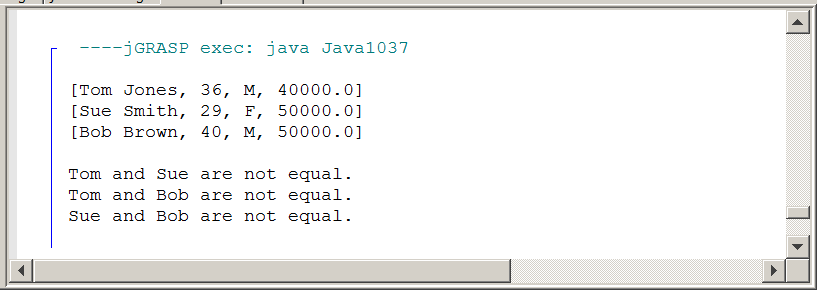 ----jGRASP exec: java Java1037
[Tom Jones, 36, M, 40000.0]
[Sue Smith, 29, F, 50000.0]
[Bob Brown, 40, M, 50000.0]
Tom and Sue are not equal.
Tom and Bob are not equal.
Sue and Bob are not equal.